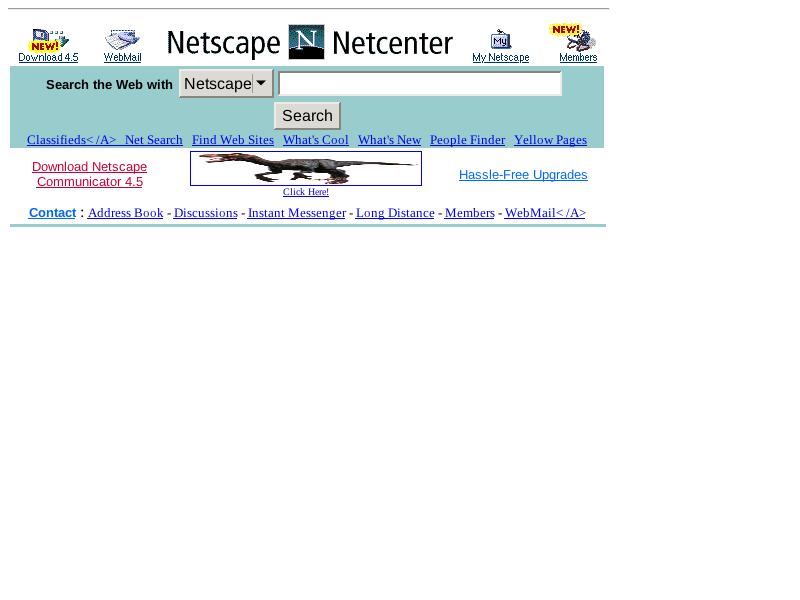 NEW!
Download 4.5
WebMail
Netscape N Netcenter
My
My Netscape
NEW!
Members
Search the Web with Netscape
Search
Classifieds< /A> Net Search Find Web Sites What's Cool What's New People Finder Yellow Pages
Download Netscape
Communicator 4.5
Click Here!
Hassle-Free Upgrades
Contact : Address Book - Discussions - Instant Messenger - Long Distance - Members - WebMail< /A>